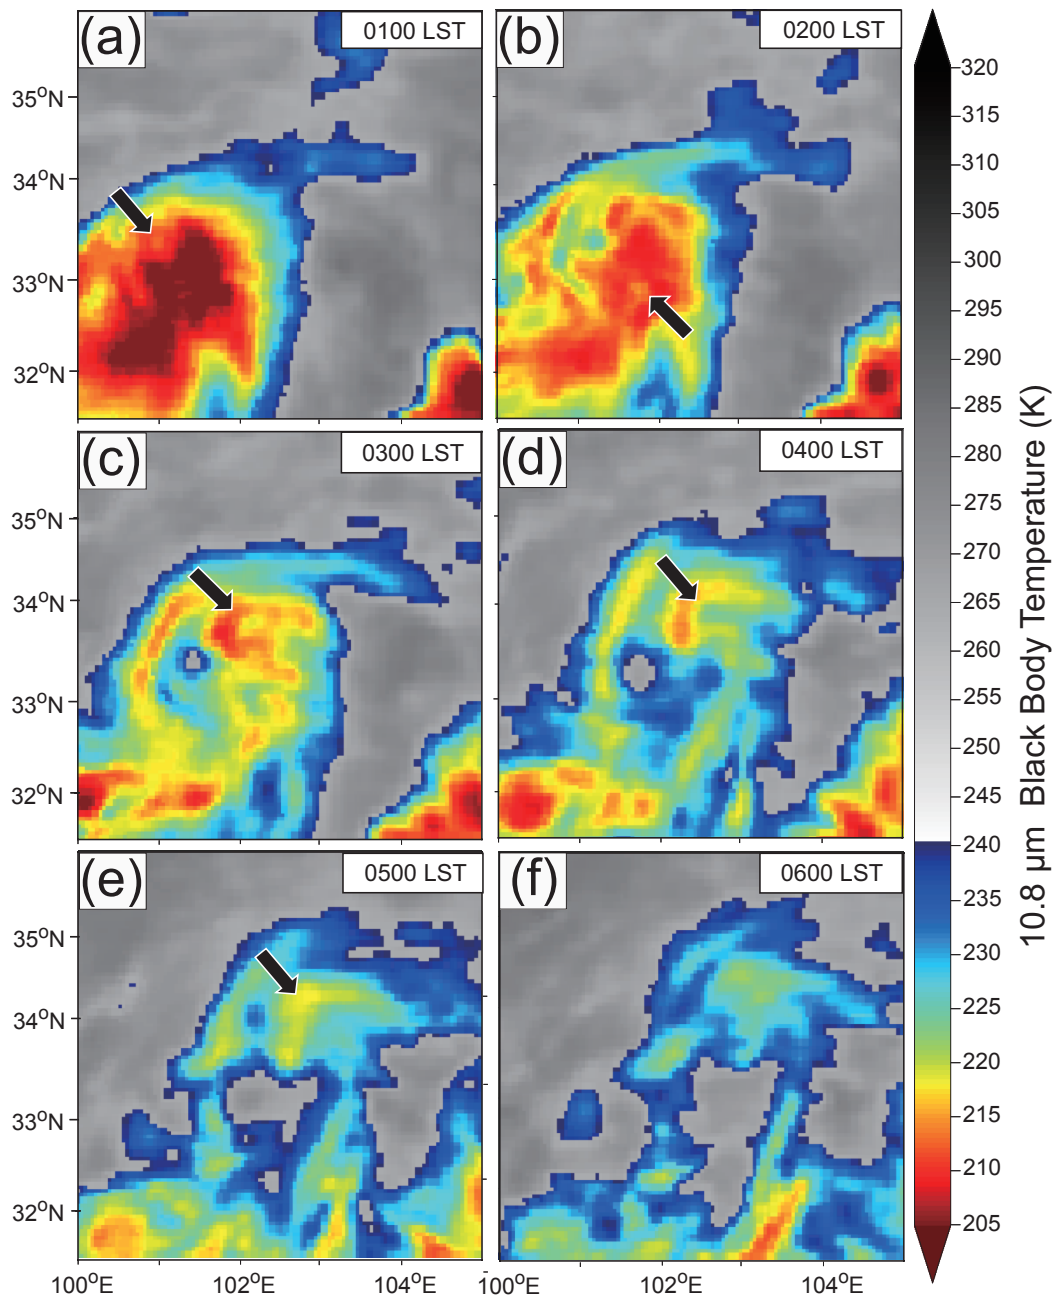 (a)
0100 LST
(b)
0200 LST
35°N
34°N
33°N
32°N
(c)
0300 LST
(d)
0400 LST
35°N
34°N
33°N
32°N
(e)
0500 LST
(f)
0600 LST
35°N
34°N
33°N
32°N
100°E
102°E
104°E
100°E
102°E
104°E
320
315
310
305
300
295
290
285
280
275
270
265
260
255
250
245
240
235
230
225
220
215
210
205
10.8 μm Black Body Temperature (K)